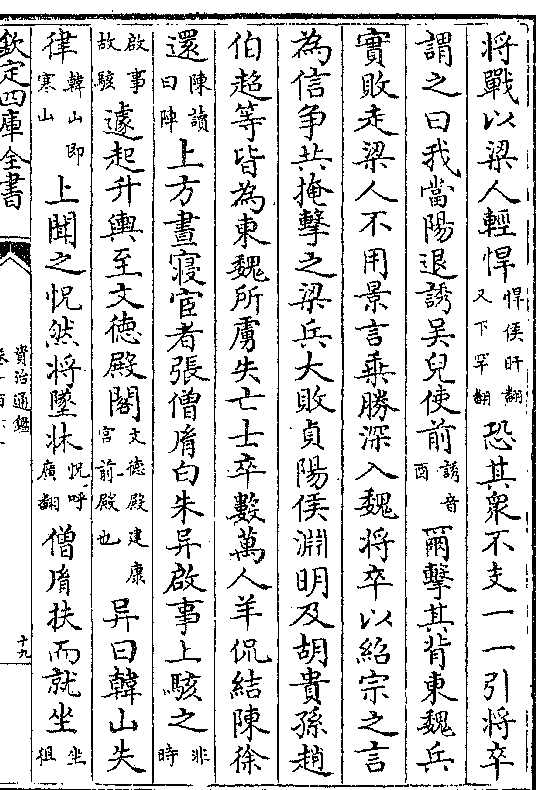 將戰以梁人輕悍悍侯旰翻又下罕翻恐其衆不支一一引將卒
謂之曰我當陽退誘吳兒使前誘音酉爾擊其背東魏兵
實敗走梁人不用景言乘勝深入魏將卒以紹宗之言
為信爭共掩擊之梁兵大敗貞陽侯淵明及胡貴孫趙
伯超等皆為東魏所虜失亡士卒數萬人羊侃結陳徐
還陳讀曰陣上方晝寢宦者張僧胤白朱异啟事上駭之非時
啟事故駭遽起升輿至文德殿閣文德殿建康宮前殿也异曰韓山失
律韓山即寒山上聞之怳然將墜牀怳呼廣翻僧胤扶而就坐坐徂
欽定四庫全書
資治通鑑
十九